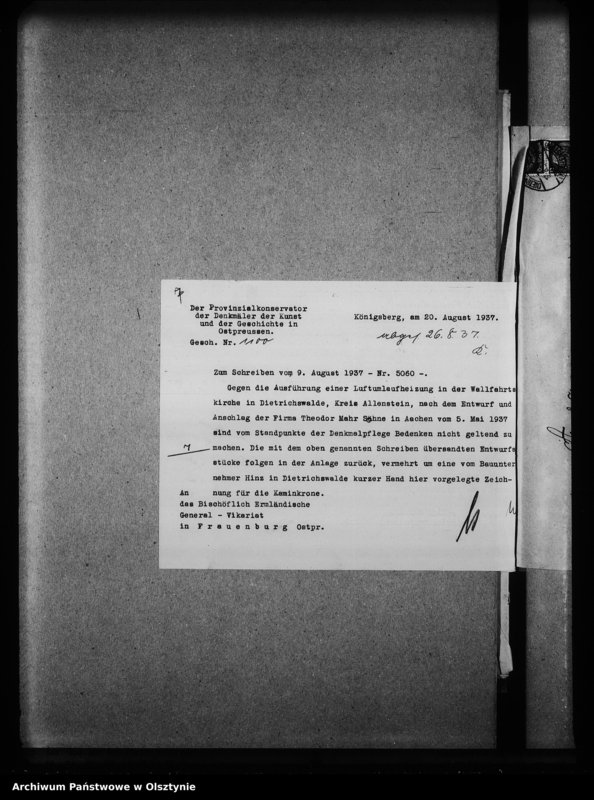 Der Provinzialkonservator
der Denkmäler der Kunst
und der Geschichte in
Ostpreussen.
Gesch. Nr. 1100
Königsberg, am 20. August 1937.
26.8.37.
Zum Schreiben vom 9. August 1937 - Nr. 5060 -.
Gegen die Ausführung einer Luftumlaufheizung in der Wallfahrts
kirche in Dietrichswalde, Kreis Allenstein, nach dem Entwurf und
Anschlag der Firma Theodor Mahr Söhne in Aachen vom 5. Mai 1937
sind vom Standpunkte der Denkmalpflege Bedenken nicht geltend zu
machen. Die mit dem oben genannten Schreiben übersandten Entwurfs
stücke folgen in der Anlage zurück, vermehrt um eine vom Baunnter
nehmer Hinz in Dietrichswalde kurzer Hand hier vorgelegte Zeich-
nung für die Kaminkrone.
An
das Bischöflich Ermländische
General - Vikariat
in Frauenburg Ostpr.
Archiwum Państwowe w Olsztynie